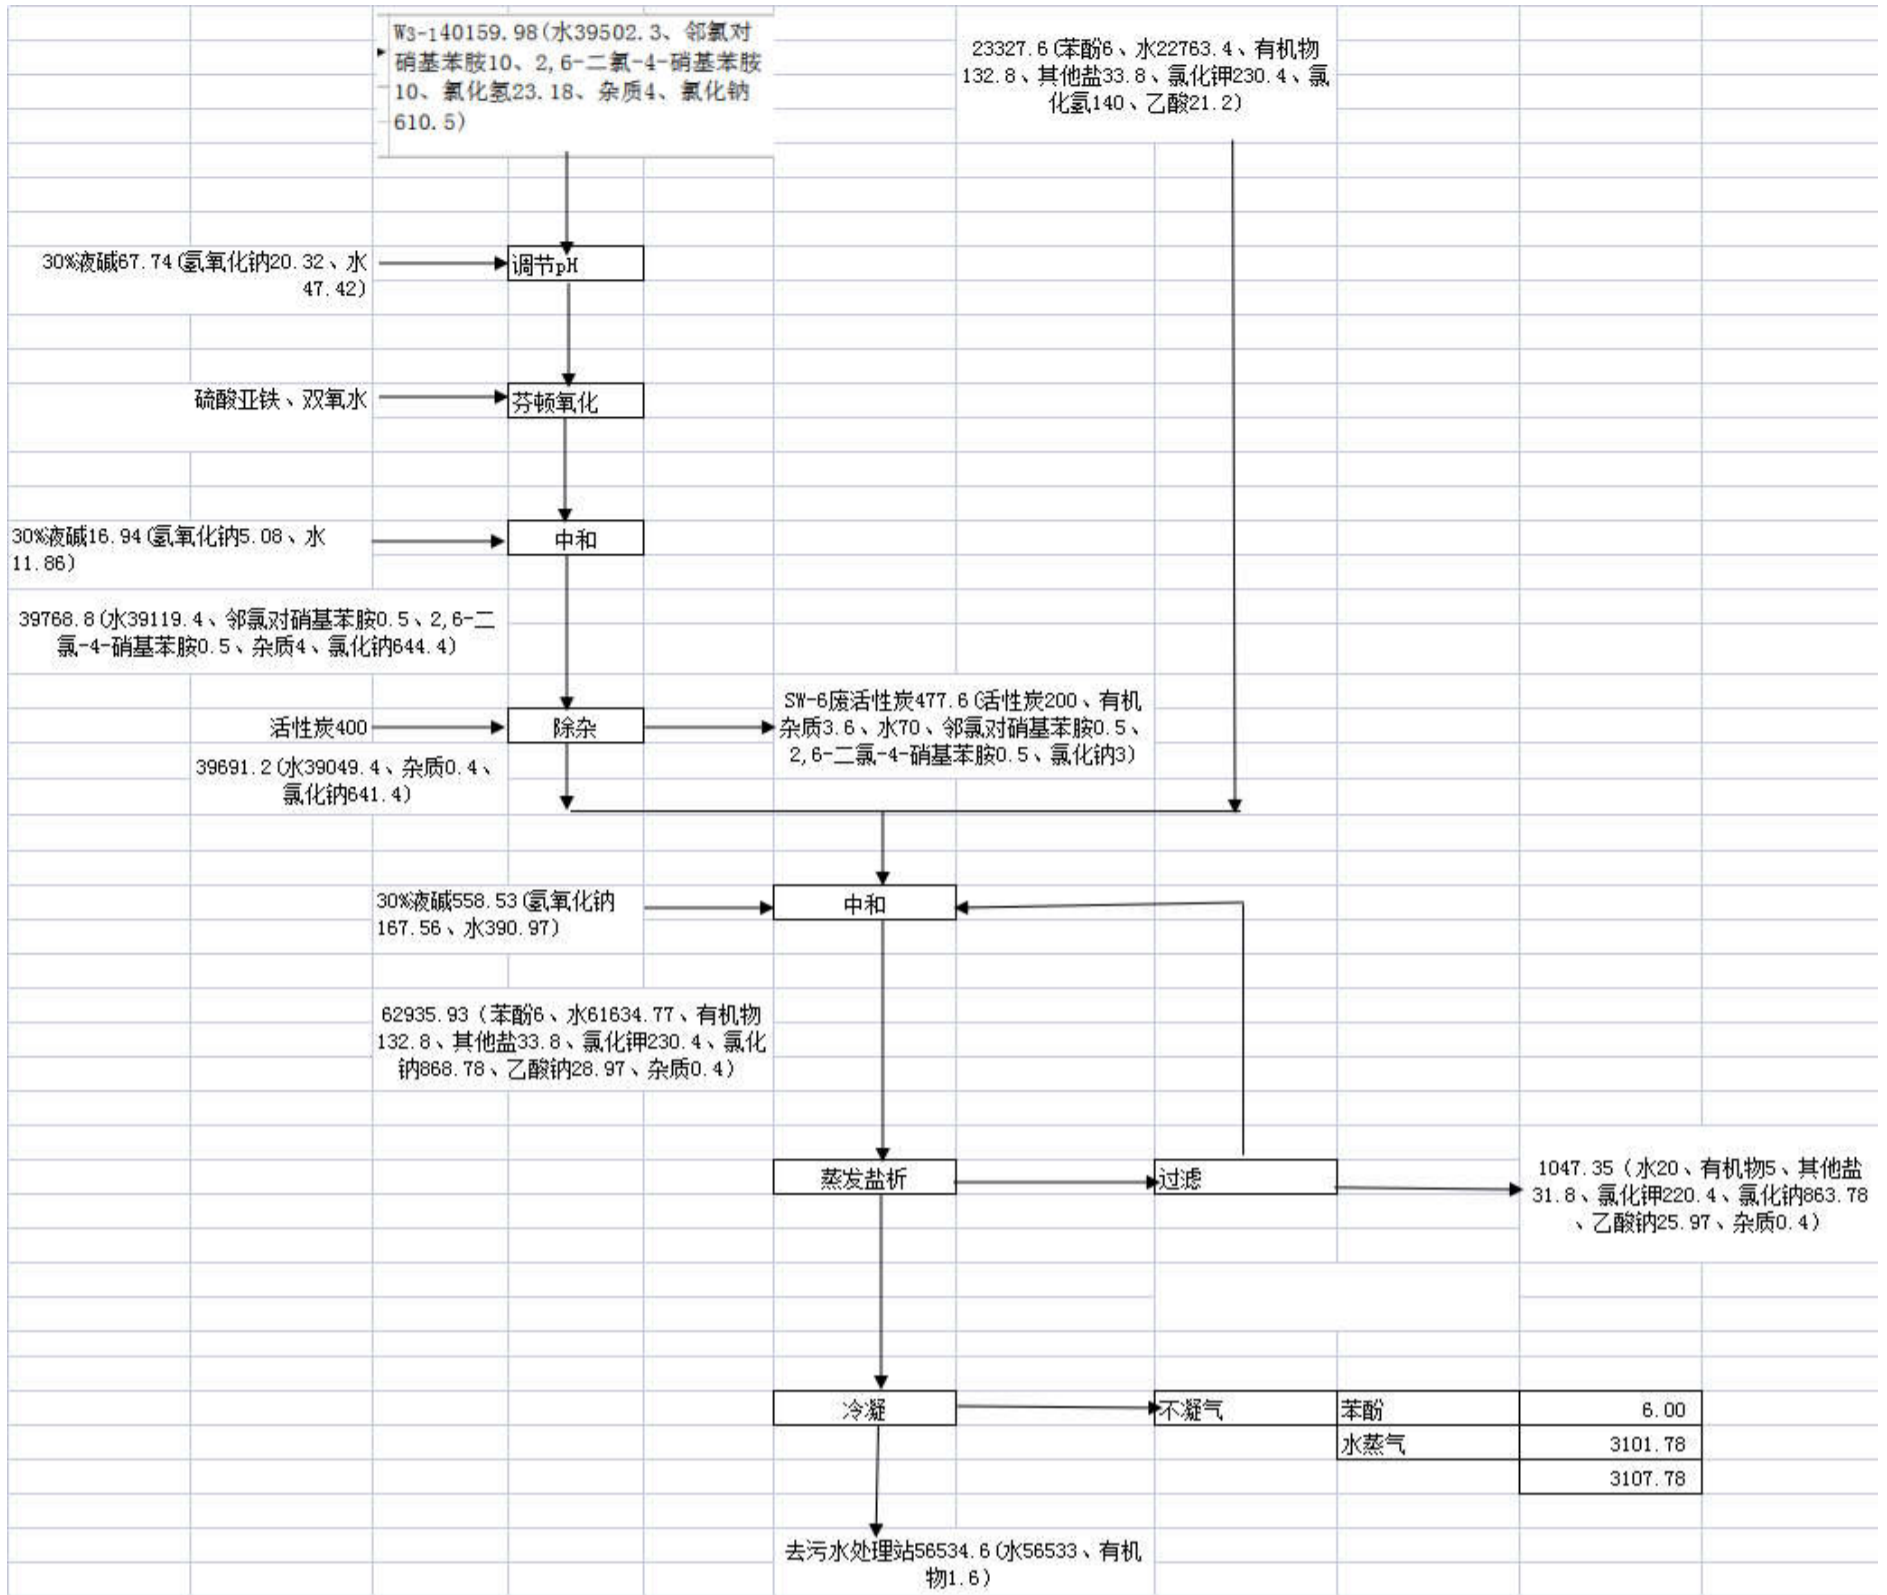 W3-140159.98(水39502.3、邻氯对
硝基苯胺10、2,6-二氯-4-硝基苯胺
10、氯化氢23.18、杂质4、氯化钠
610.5)
23327.6(苯酚6、水22763.4、有机物
132.8、其他盐33.8、氯化钾230.4、氯
化氢140、乙酸21.2)
30%液碱67.74(氢氧化钠20.32、水
47.42)
调节pH
硫酸亚铁、双氧水
芬顿氧化
30%液碱16.94(氢氧化钠5.08、水
11.86)
中和
39768.8(水39119.4、邻氯对硝基苯胺0.5、2,6-二
氯-4-硝基苯胺0.5、杂质4、氯化钠644.4)
活性炭400
除杂
SW-6废活性炭477.6(活性炭200、有机
杂质3.6、水70、邻氯对硝基苯胺0.5、
2,6-二氯-4-硝基苯胺0.5、氯化钠3)
39691.2(水39049.4、杂质0.4、
氯化钠641.4)
30%液碱558.53(氢氧化钠
167.56、水390.97)
中和
62935.93（苯酚6、水61634.77、有机物
132.8、其他盐33.8、氯化钾230.4、氯化
钠868.78、乙酸钠28.97、杂质0.4)
蒸发盐析
过滤
1047.35（水20、有机物5、其他盐
31.8、氯化钾220.4、氯化钠863.78
、乙酸钠25.97、杂质0.4)
冷凝
不凝气
苯酚
6.00
水蒸气
3101.78
3107.78
去污水处理站56534.6(水56533、有机
物1.6)